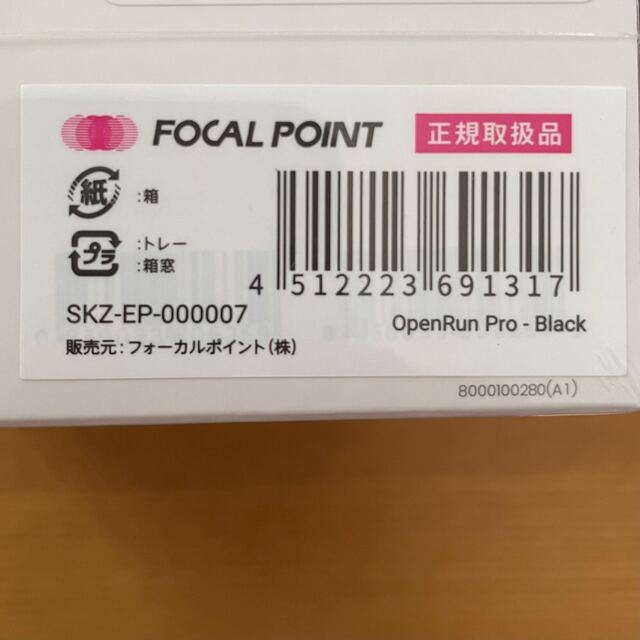 FOCAL POINT 正規取扱品
紙 :箱
プラ :トレー
:箱窓
4 512223 691317
SKZ-EP-000007
OpenRun Pro - Black
販売元:フォーカルポイント(株)
8000100280(A1)